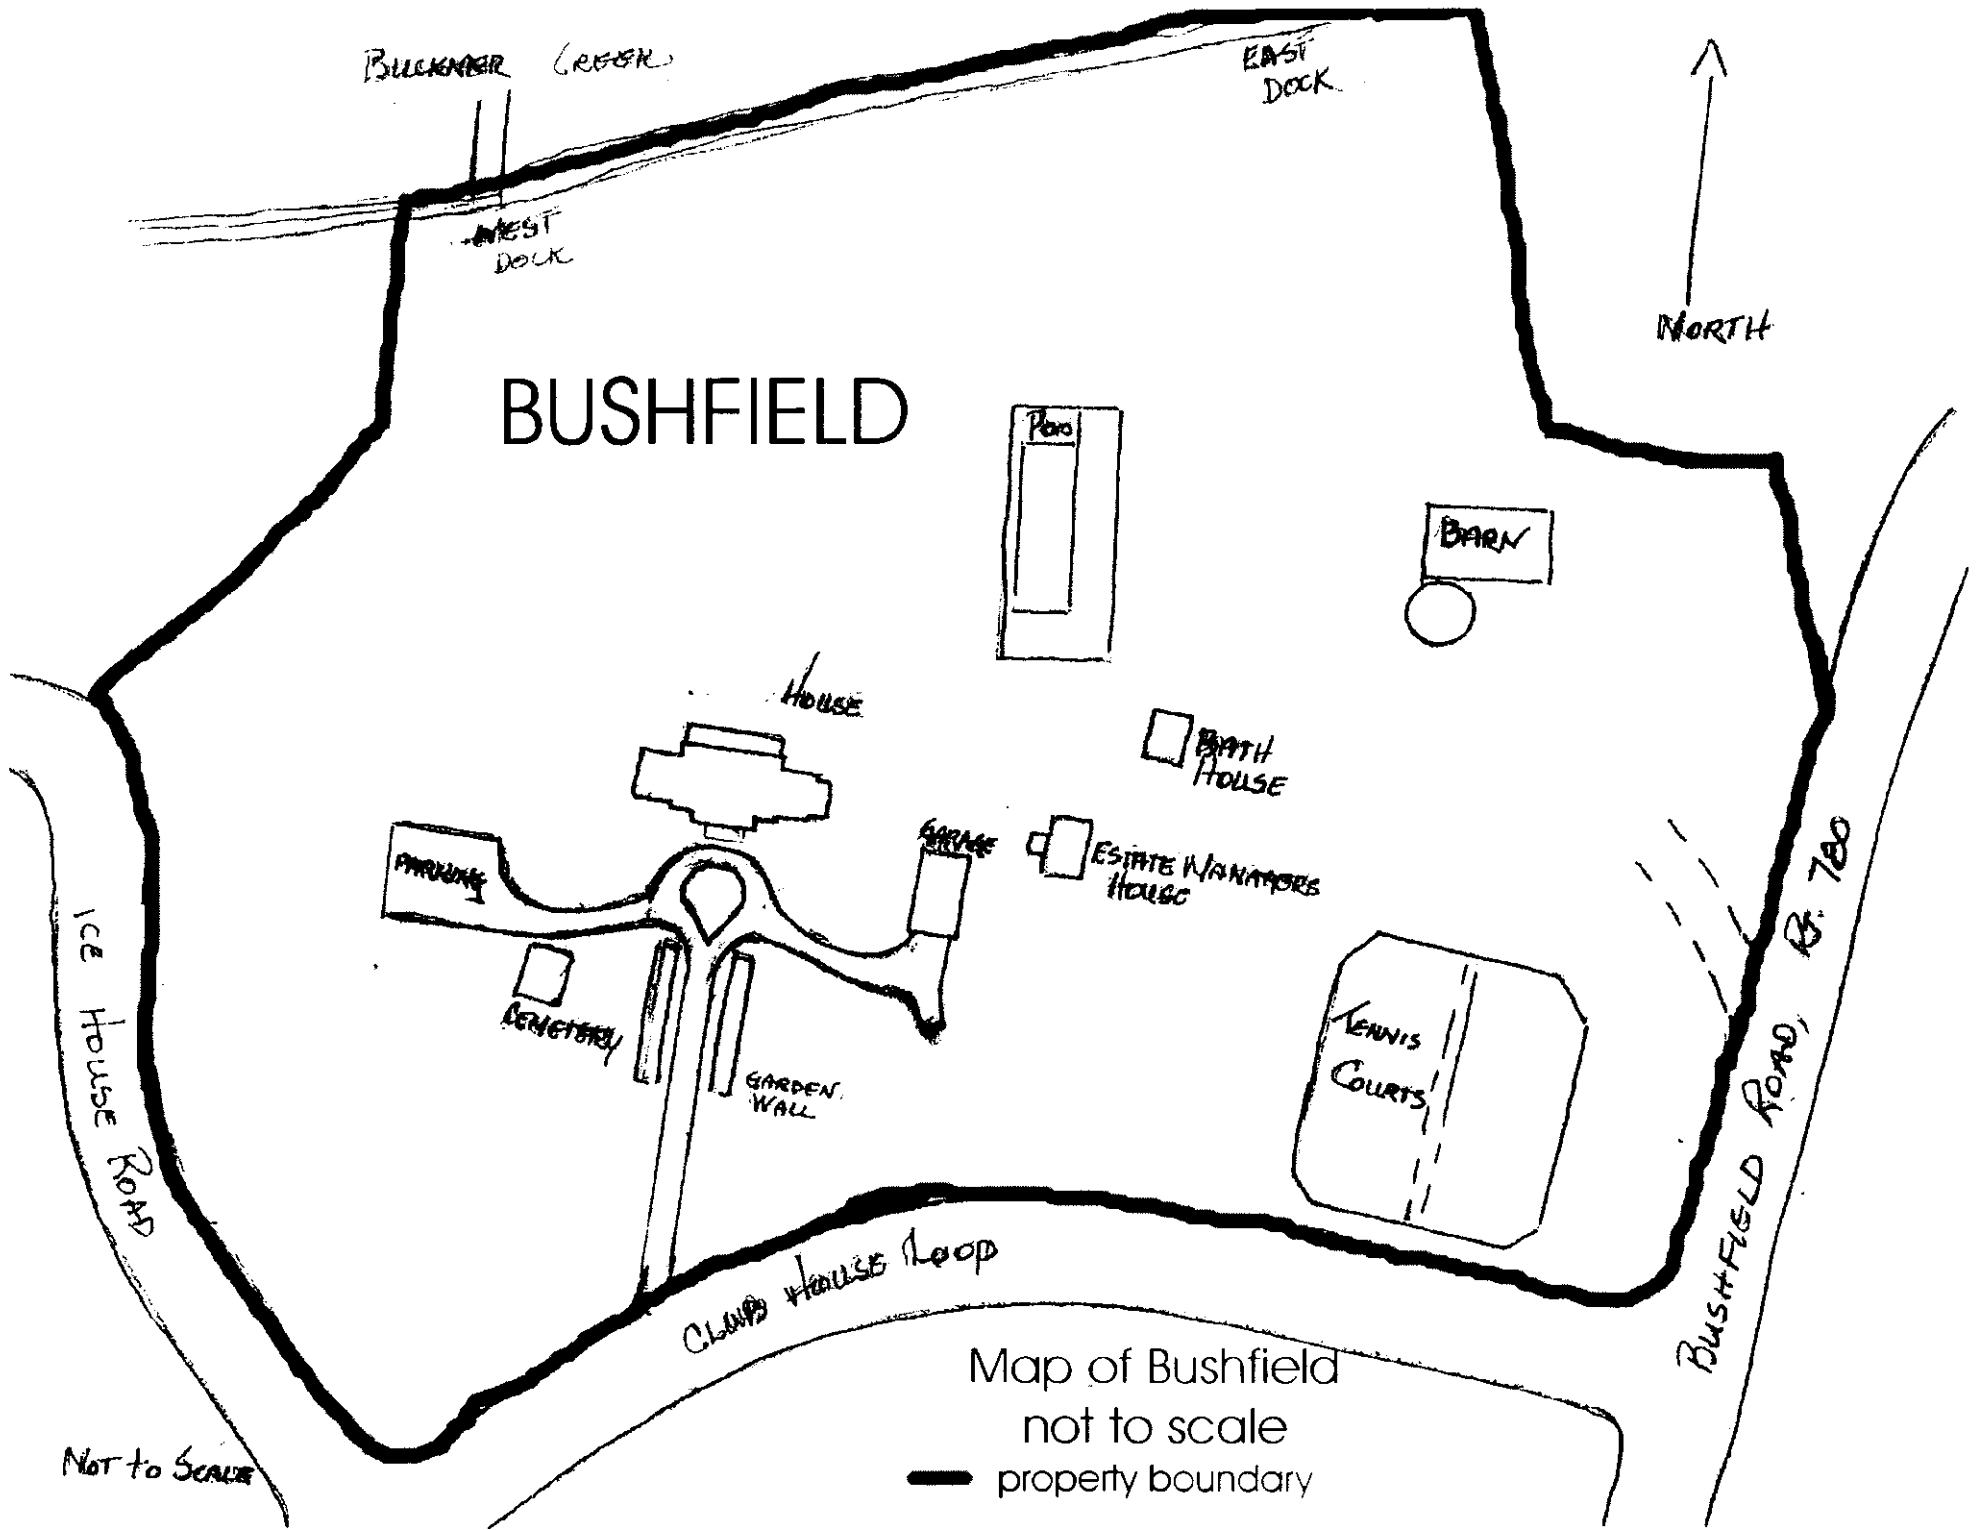 BUCKNER CREEK
EAST
DOCK
WEST
DOCK
NORTH
BUSHFIELD
POOL
BARN
HOUSE
BATH
HOUSE
GARAGE
ESTATE MANAGERS
HOUSE
PARKING
CEMETERY
GARDEN
WALL
TENNIS
COURTS
ICE HOUSE ROAD
BUSHFIELD ROAD, Rt. 780
CLUB HOUSE LOOP
Map of Bushfield
not to scale
property boundary
NOT to SCALE